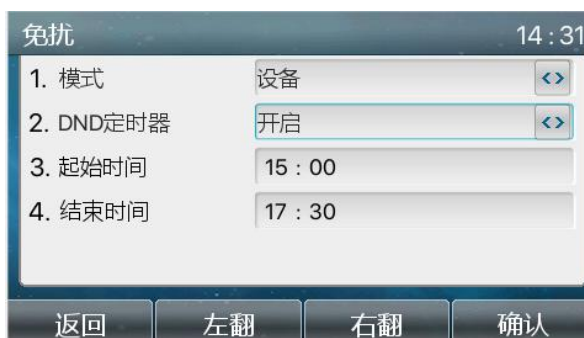 免扰 14:31
1. 模式 设备
2. DND定时器 开启
3. 起始时间 15:00
4. 结束时间 17:30
返回 左翻 右翻 确认